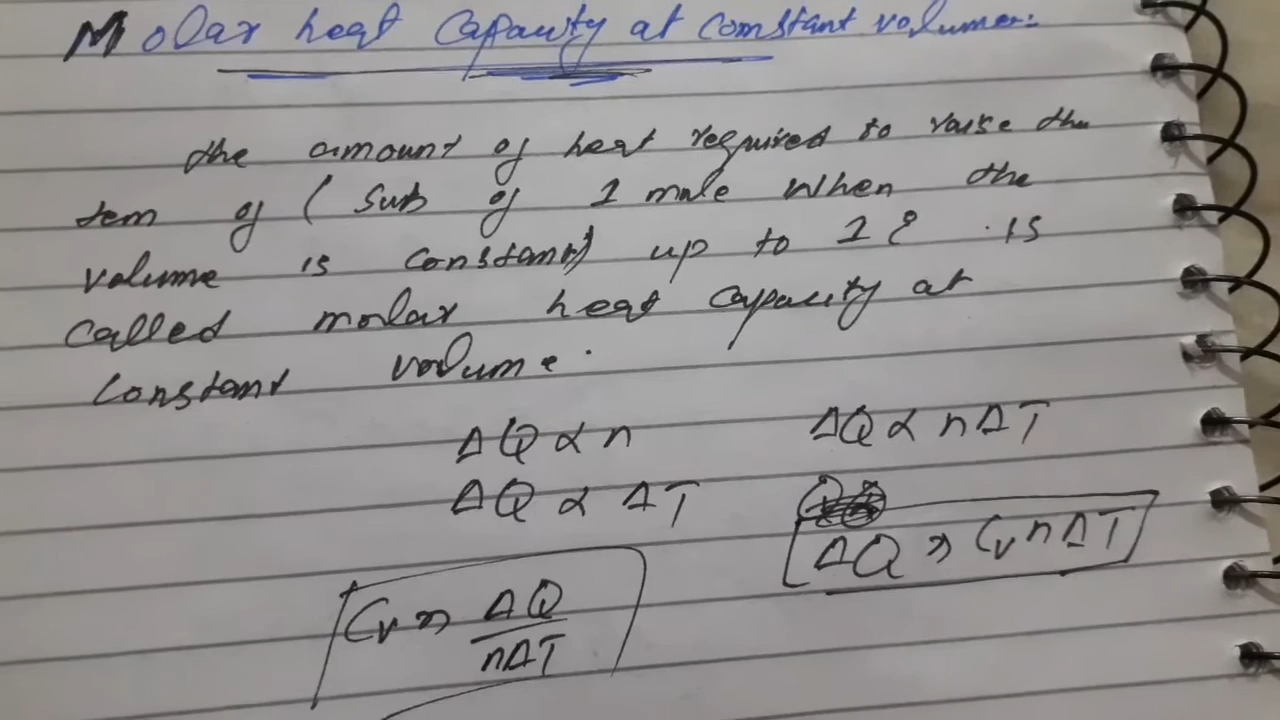 Molar heat Capacity at constant volume:
the amount of heat required to raise the
tem of (Sub of 1 mole when the
volume is constant) up to 1 is
called molar heat capacity at
constant volume.
ΔQ ∝ n ΔQ ∝ nΔT
ΔQ ∝ ΔT
ΔQ = CvnΔT
Cv = ΔQ/nΔT